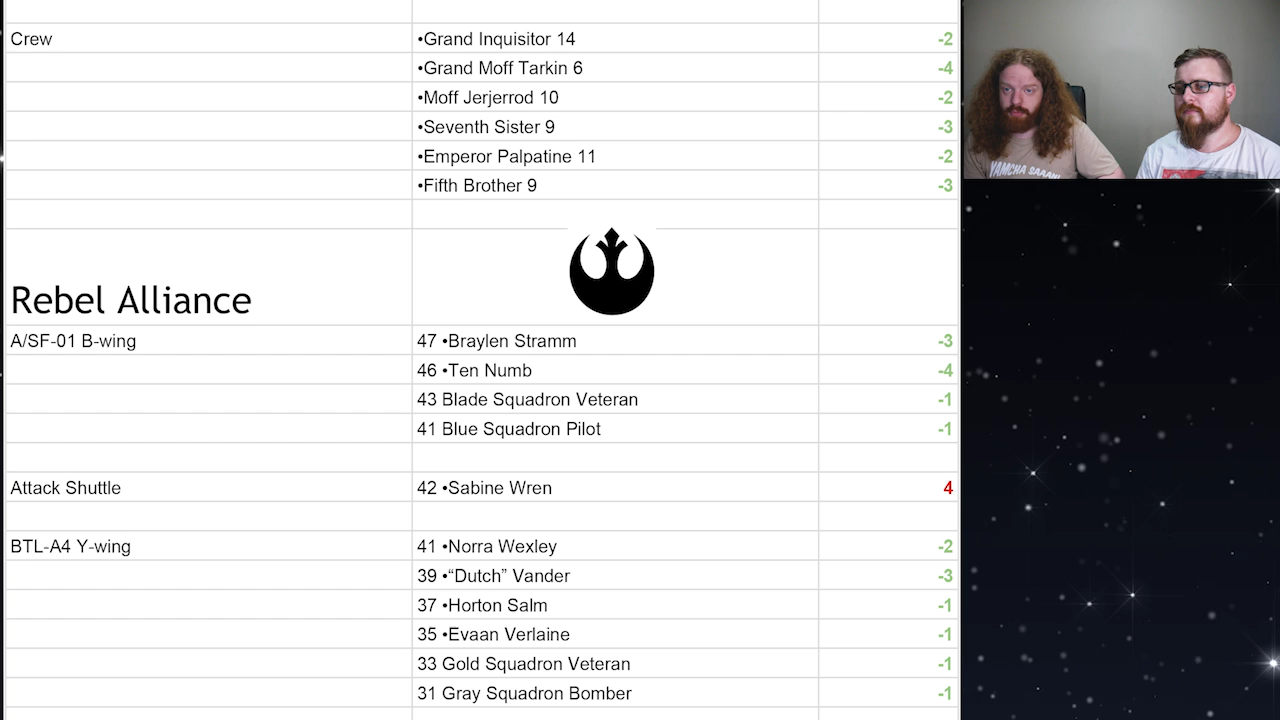 Crew •Grand Inquisitor 14 -2
•Grand Moff Tarkin 6 -4
•Moff Jerjerrod 10 -2
•Seventh Sister 9 -3
•Emperor Palpatine 11 -2
•Fifth Brother 9 -3
Rebel Alliance
A/SF-01 B-wing 47 •Braylen Stramm -3
46 •Ten Numb -4
43 Blade Squadron Veteran -1
41 Blue Squadron Pilot -1
Attack Shuttle 42 •Sabine Wren 4
BTL-A4 Y-wing 41 •Norra Wexley -2
39 •“Dutch” Vander -3
37 •Horton Salm -1
35 •Evaan Verlaine -1
33 Gold Squadron Veteran -1
31 Gray Squadron Bomber -1
YAMCHA SAAAN!